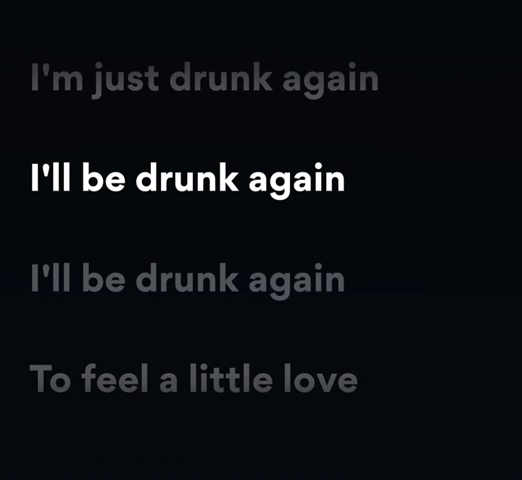 I'm just drunk again
I'll be drunk again
I'll be drunk again
To feel a little love